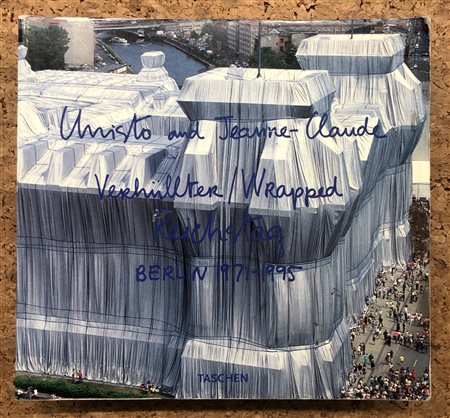 Christo and Jeanne-Claude
Verhüllter/Wrapped
Reichstag
BERLIN 1971-1995
TASCHEN